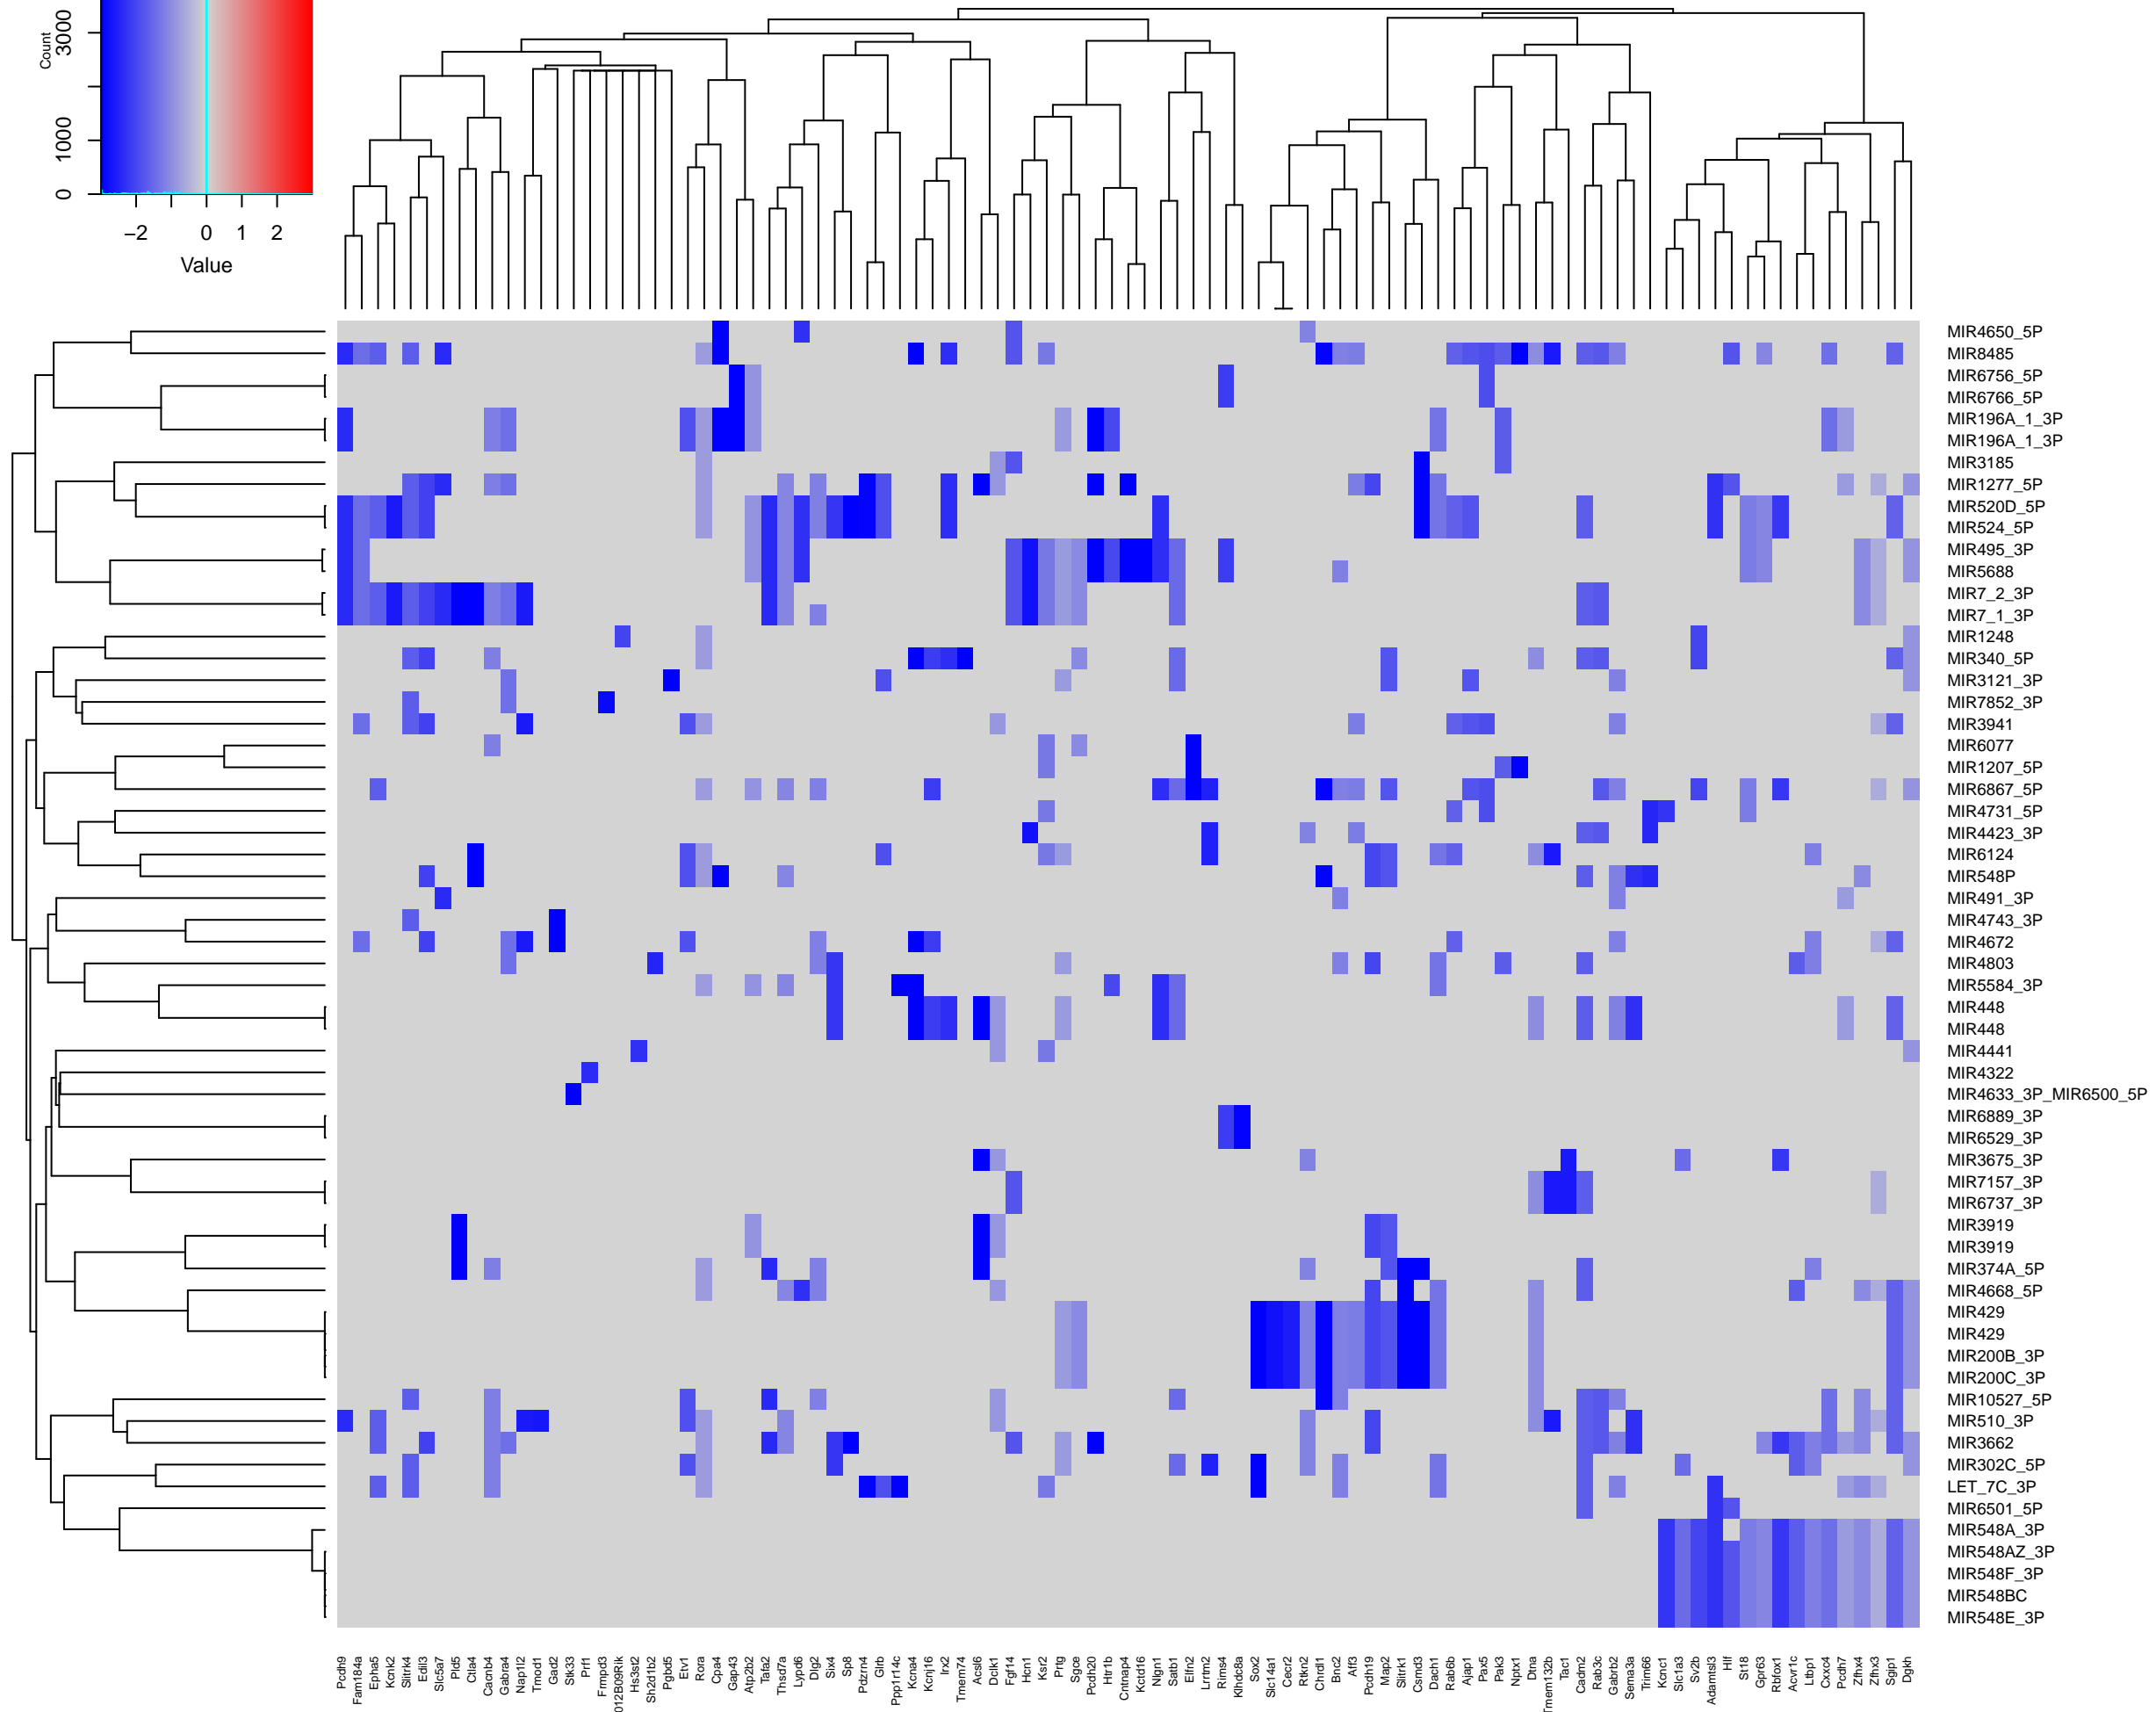 Count
3000
1000
0
−2 0 1 2
Value
MIR4650_5P
MIR8485
MIR6756_5P
MIR6766_5P
MIR196A_1_3P
MIR196A_1_3P
MIR3185
MIR1277_5P
MIR520D_5P
MIR524_5P
MIR495_3P
MIR5688
MIR7_2_3P
MIR7_1_3P
MIR1248
MIR340_5P
MIR3121_3P
MIR7852_3P
MIR3941
MIR6077
MIR1207_5P
MIR6867_5P
MIR4731_5P
MIR4423_3P
MIR6124
MIR548P
MIR491_3P
MIR4743_3P
MIR4672
MIR4803
MIR5584_3P
MIR448
MIR448
MIR4441
MIR4322
MIR4633_3P_MIR6500_5P
MIR6889_3P
MIR6529_3P
MIR3675_3P
MIR7157_3P
MIR6737_3P
MIR3919
MIR3919
MIR374A_5P
MIR4668_5P
MIR429
MIR429
MIR200B_3P
MIR200C_3P
MIR10527_5P
MIR510_3P
MIR3662
MIR302C_5P
LET_7C_3P
MIR6501_5P
MIR548A_3P
MIR548AZ_3P
MIR548F_3P
MIR548BC
MIR548E_3P
Pcdh9
Fam184a
Epha5
Kcnk2
Slitrk4
Edil3
Slc5a7
Pld5
Ctla4
Cacnb4
Gabra4
Nap1l2
Tmod1
Gad2
Stk33
Prf1
Frmpd3
012B09Rik
Hs3st2
Sh2d1b2
Pgbd5
Etv1
Rora
Cpa4
Gap43
Atp2b2
Tafa2
Thsd7a
Lypd6
Dlg2
Six4
Sp8
Pdzrn4
Glrb
Ppp1r14c
Kcna4
Kcnj16
Irx2
Tmem74
Acsl6
Dclk1
Fgf14
Hcn1
Ksr2
Prtg
Sgce
Pcdh20
Htr1b
Cntnap4
Kctd16
Nlgn1
Satb1
Elfn2
Lrrtm2
Rims4
Klhdc8a
Sox2
Slc14a1
Cecr2
Rtkn2
Chrdl1
Bnc2
Aff3
Pcdh19
Map2
Slitrk1
Csmd3
Dach1
Rab6b
Ajap1
Pax5
Pak3
Nptx1
Dtna
Tmem132b
Tac1
Cadm2
Rab3c
Gabrb2
Sema3a
Trim66
Kcnc1
Slc1a3
Sv2b
Adamtsl3
Hlf
St18
Gpr63
Rbfox1
Acvr1c
Ltbp1
Cxxc4
Pcdh7
Zfhx4
Zfhx3
Sgip1
Dgkh